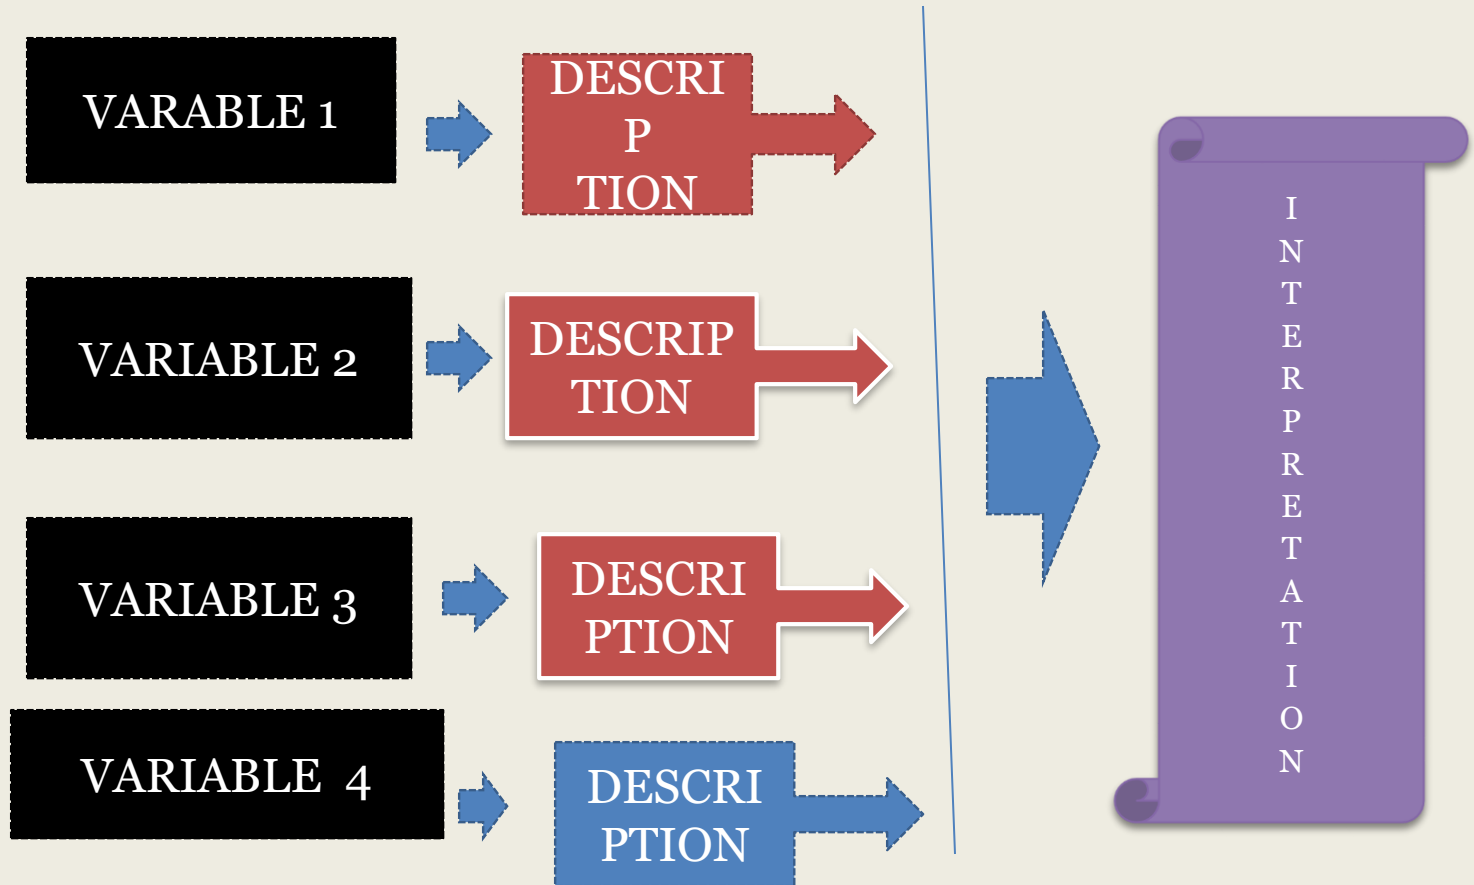 VARABLE 1
DESCRI
P
TION
VARIABLE 2
DESCRIP
TION
VARIABLE 3
DESCRI
PTION
VARIABLE 4
DESCRI
PTION
I
N
T
E
R
P
R
E
T
A
T
I
O
N